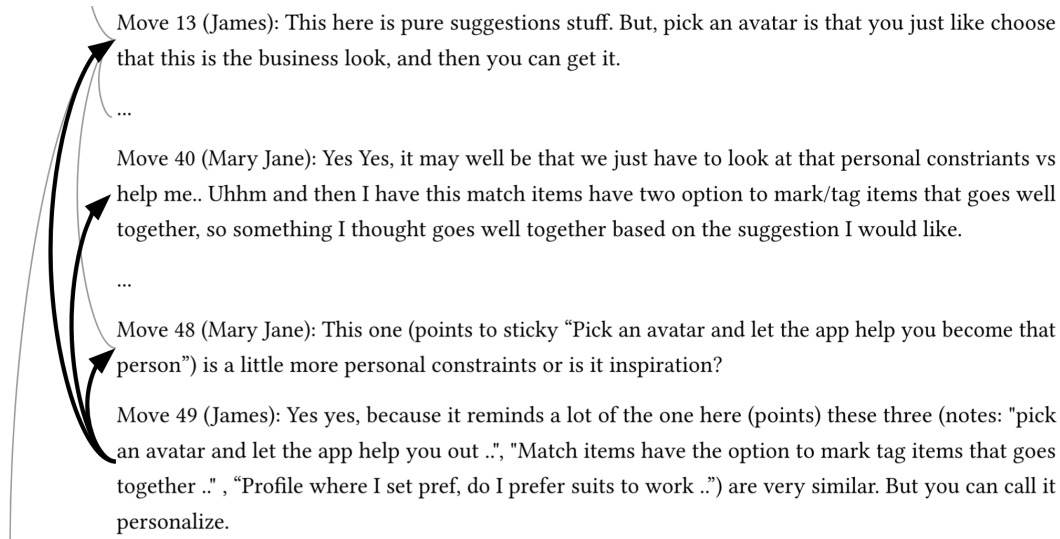 Move 13 (James): This here is pure suggestions stuff. But, pick an avatar is that you just like choose
that this is the business look, and then you can get it.
...
Move 40 (Mary Jane): Yes Yes, it may well be that we just have to look at that personal constriants vs
help me.. Uhhm and then I have this match items have two option to mark/tag items that goes well
together, so something I thought goes well together based on the suggestion I would like.
...
Move 48 (Mary Jane): This one (points to sticky “Pick an avatar and let the app help you become that
person”) is a little more personal constraints or is it inspiration?
Move 49 (James): Yes yes, because it reminds a lot of the one here (points) these three (notes: "pick
an avatar and let the app help you out ..", "Match items have the option to mark tag items that goes
together .." , “Profile where I set pref, do I prefer suits to work ..”) are very similar. But you can call it
personalize.